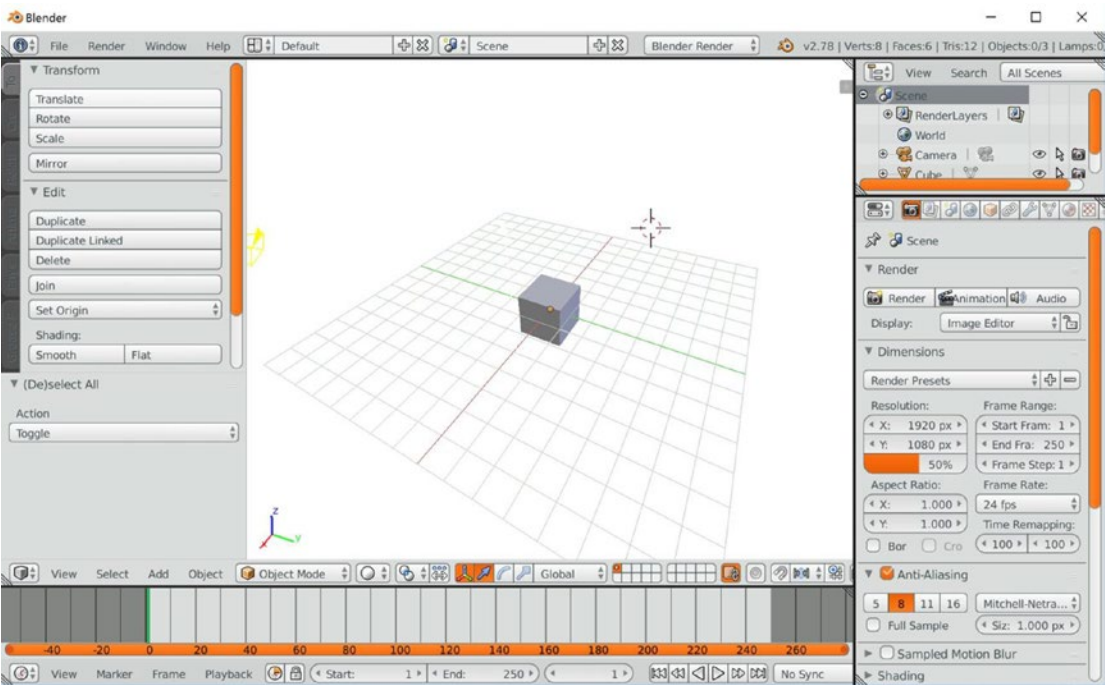 Blender
File Render Window Help Default Scene Blender Render v2.78 | Verts:8 | Faces:6 | Tris:12 | Objects:0/3 | Lamps:0
Transform
Translate
Rotate
Scale
Mirror
Edit
Duplicate
Duplicate Linked
Delete
Join
Set Origin
Shading:
Smooth Flat
(De)select All
Action
Toggle
z
y
x
View Select Add Object Object Mode Global
-40 -20 0 20 40 60 80 100 120 140 160 180 200 220 240 260
View Marker Frame Playback Start: 1 End: 250 1 No Sync
View Search All Scenes
Scene
RenderLayers |
World
Camera |
Cube |
Scene
Render
Render Animation Audio
Display: Image Editor
Dimensions
Render Presets
Resolution: Frame Range:
X: 1920 px Start Fram: 1
Y: 1080 px End Fra: 250
50% Frame Step: 1
Aspect Ratio: Frame Rate:
X: 1.000 24 fps
Y: 1.000 Time Remapping:
Bor Cro 100 100
Anti-Aliasing
5 8 11 16 Mitchell-Netra...
Full Sample Siz: 1.000 px
Sampled Motion Blur
Shading